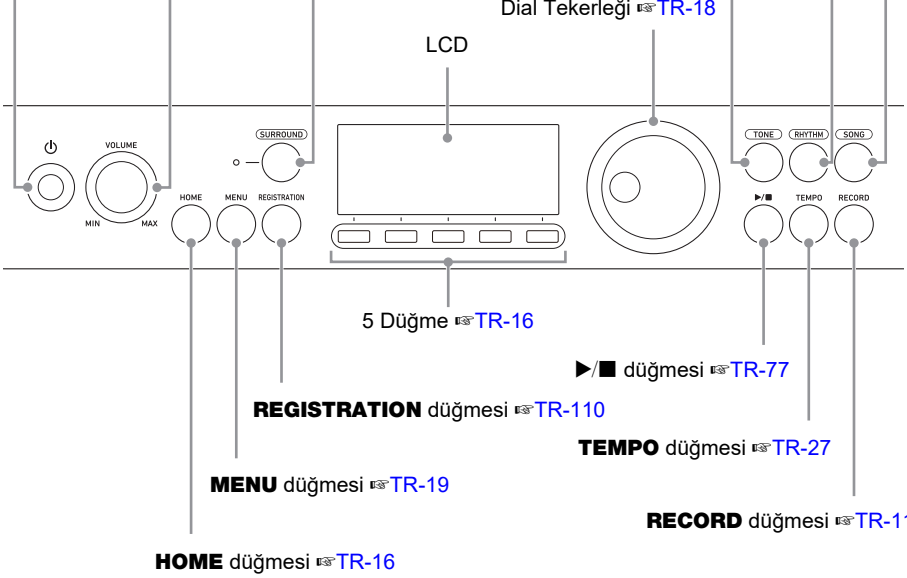 Dial Tekerleği ☞TR-18
LCD
SURROUND
TONE
RHYTHM
SONG
VOLUME
HOME
MENU
REGISTRATION
▶/■
TEMPO
RECORD
MIN
MAX
5 Düğme ☞TR-16
▶/■ düğmesi ☞TR-77
REGISTRATION düğmesi ☞TR-110
TEMPO düğmesi ☞TR-27
MENU düğmesi ☞TR-19
RECORD düğmesi
HOME düğmesi ☞TR-16